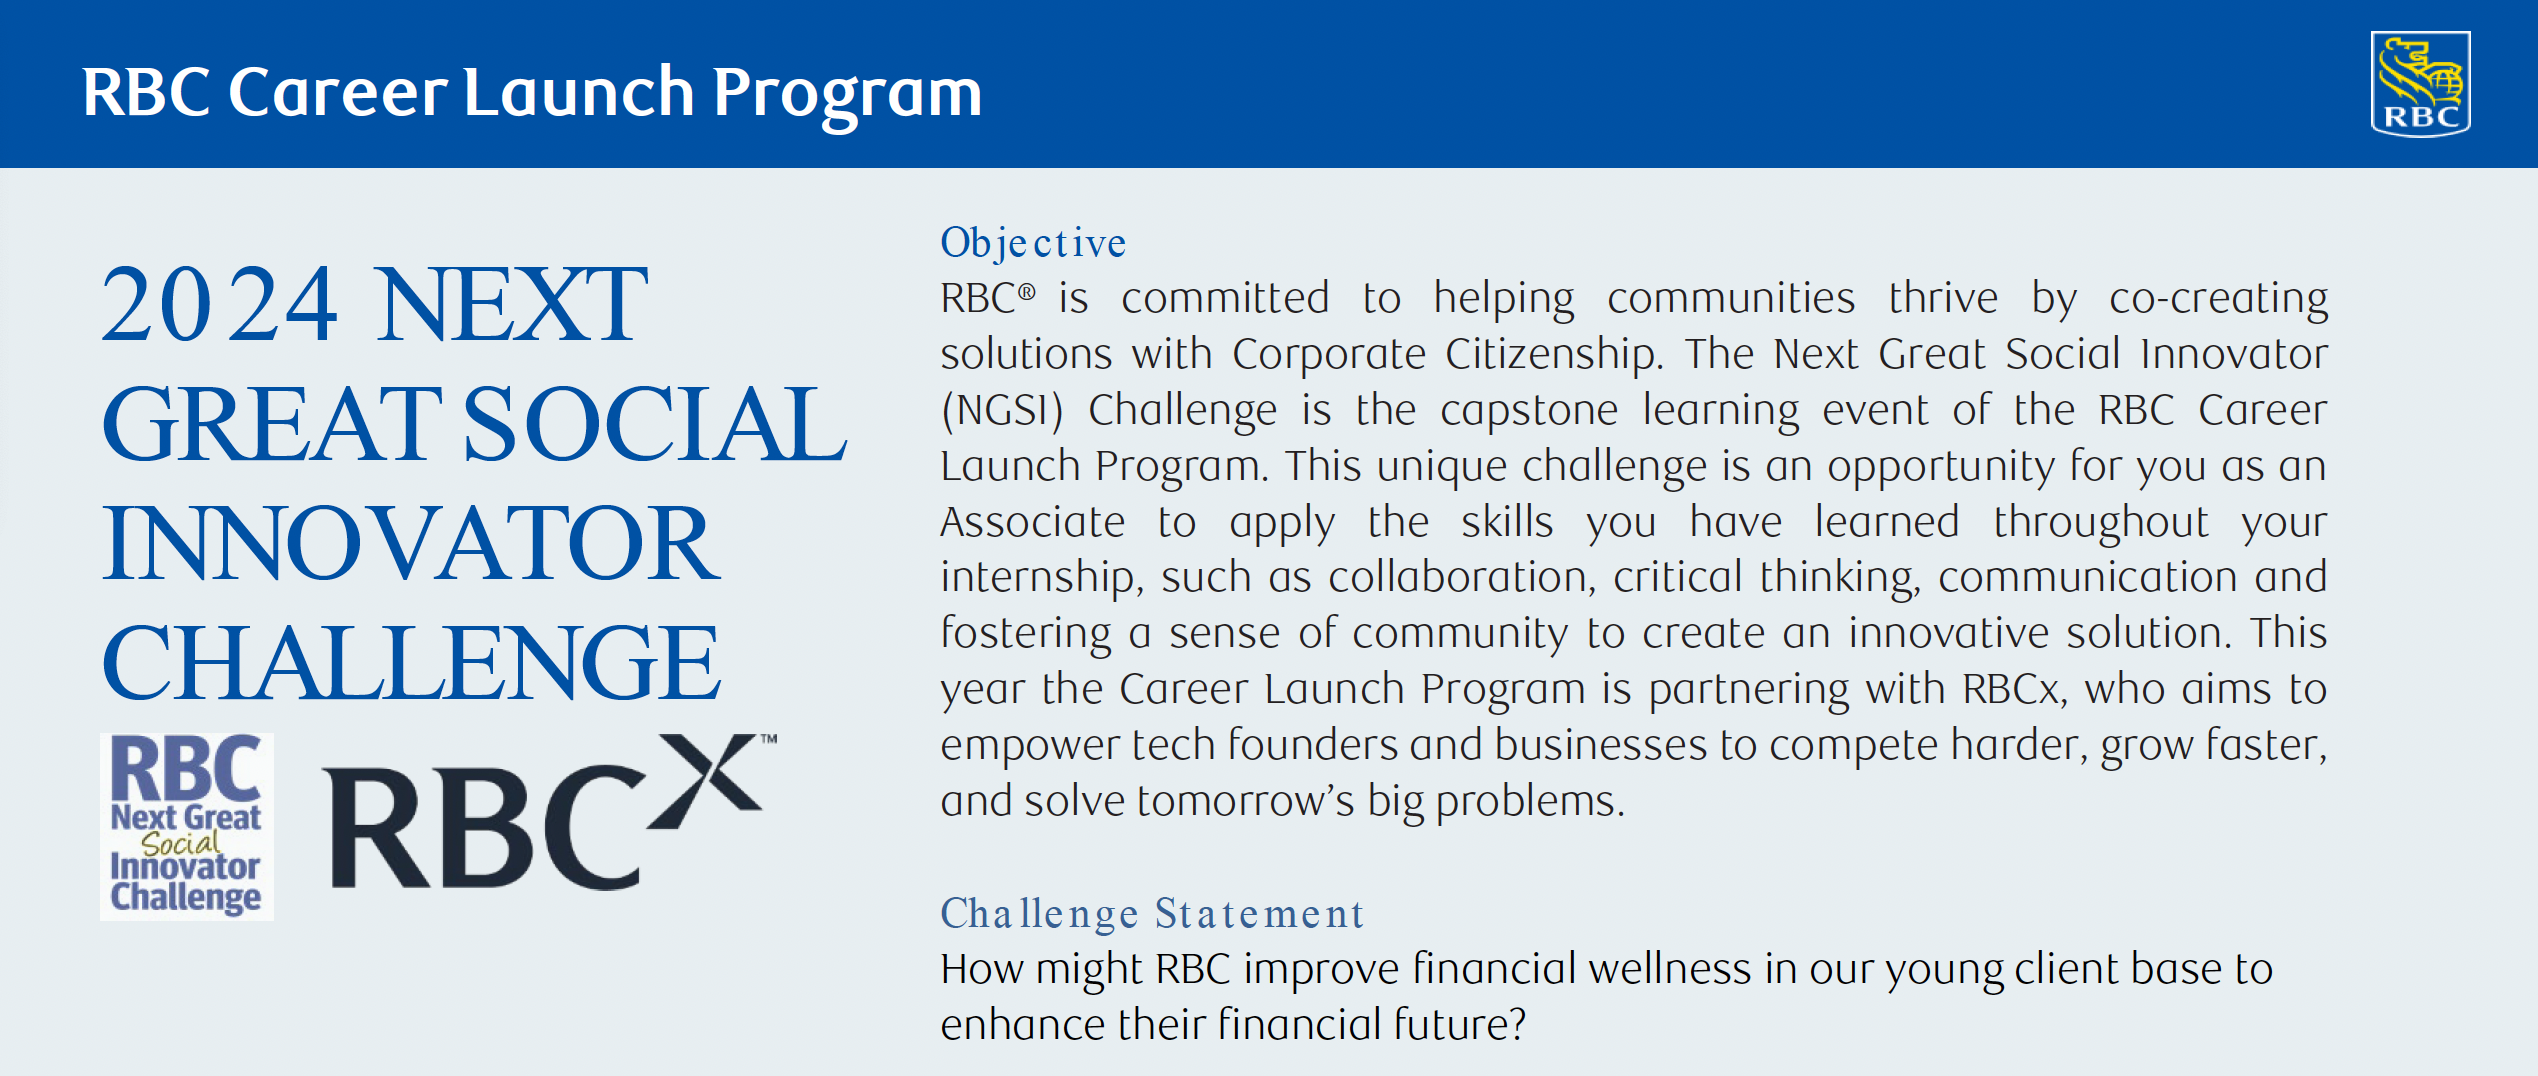 RBC Career Launch Program
RBC
2024 NEXT
GREAT SOCIAL
INNOVATOR
CHALLENGE
RBC
Next Great
Social
Innovator
Challenge
RBCX™
Objective
RBC® is committed to helping communities thrive by co-creating
solutions with Corporate Citizenship. The Next Great Social Innovator
(NGSI) Challenge is the capstone learning event of the RBC Career
Launch Program. This unique challenge is an opportunity for you as an
Associate to apply the skills you have learned throughout your
internship, such as collaboration, critical thinking, communication and
fostering a sense of community to create an innovative solution. This
year the Career Launch Program is partnering with RBCx, who aims to
empower tech founders and businesses to compete harder, grow faster,
and solve tomorrow’s big problems.
Challenge Statement
How might RBC improve financial wellness in our young client base to
enhance their financial future?